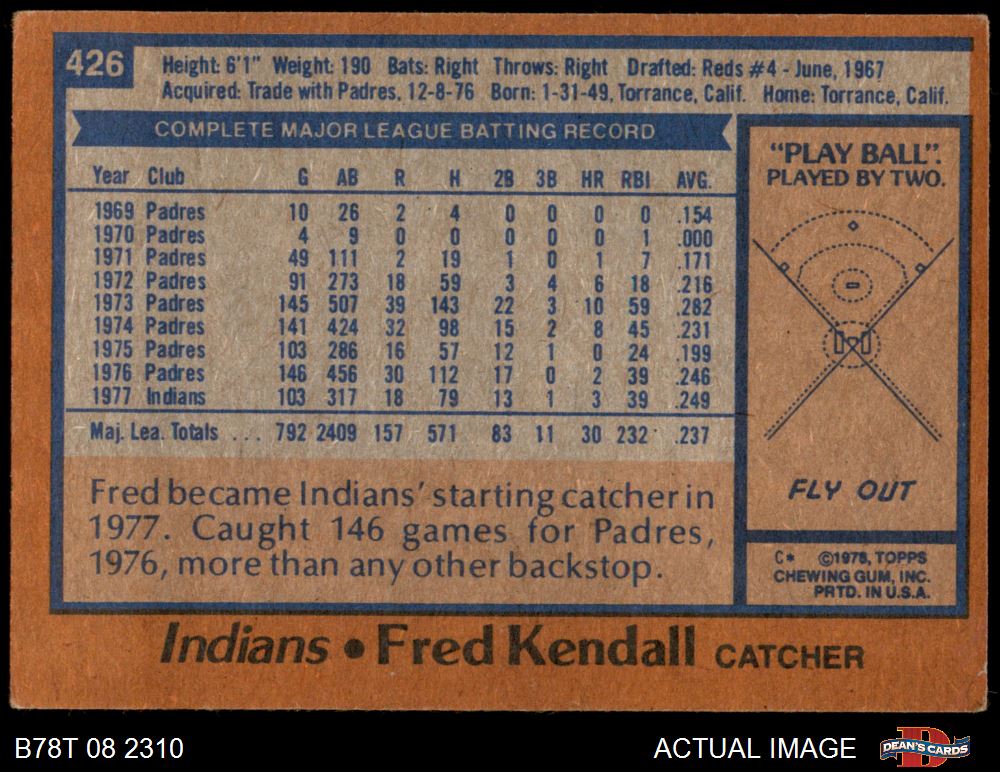 426
Height: 6'1" Weight: 190 Bats: Right Throws: Right Drafted: Reds #4 - June, 1967
Acquired: Trade with Padres, 12-8-76 Born: 1-31-49, Torrance, Calif. Home: Torrance, Calif.
COMPLETE MAJOR LEAGUE BATTING RECORD
Year Club G AB R H 2B 3B HR RBI AVG.
1969 Padres 10 26 2 4 0 0 0 0 .154
1970 Padres 4 9 0 0 0 0 0 1 .000
1971 Padres 49 111 2 19 1 0 1 7 .171
1972 Padres 91 273 18 59 3 4 6 18 .216
1973 Padres 145 507 39 143 22 3 10 59 .282
1974 Padres 141 424 32 98 15 2 8 45 .231
1975 Padres 103 286 16 57 12 1 0 24 .199
1976 Padres 146 456 30 112 17 0 2 39 .246
1977 Indians 103 317 18 79 13 1 3 39 .249
Maj. Lea. Totals ... 792 2409 157 571 83 11 30 232 .237
Fred became Indians' starting catcher in
1977. Caught 146 games for Padres,
1976, more than any other backstop.
"PLAY BALL".
PLAYED BY TWO.
FLY OUT
C* ©1978, TOPPS
CHEWING GUM, INC.
PRTD. IN U.S.A.
Indians • Fred Kendall CATCHER
B78T 08 2310
ACTUAL IMAGE
D
DEAN'S CARDS